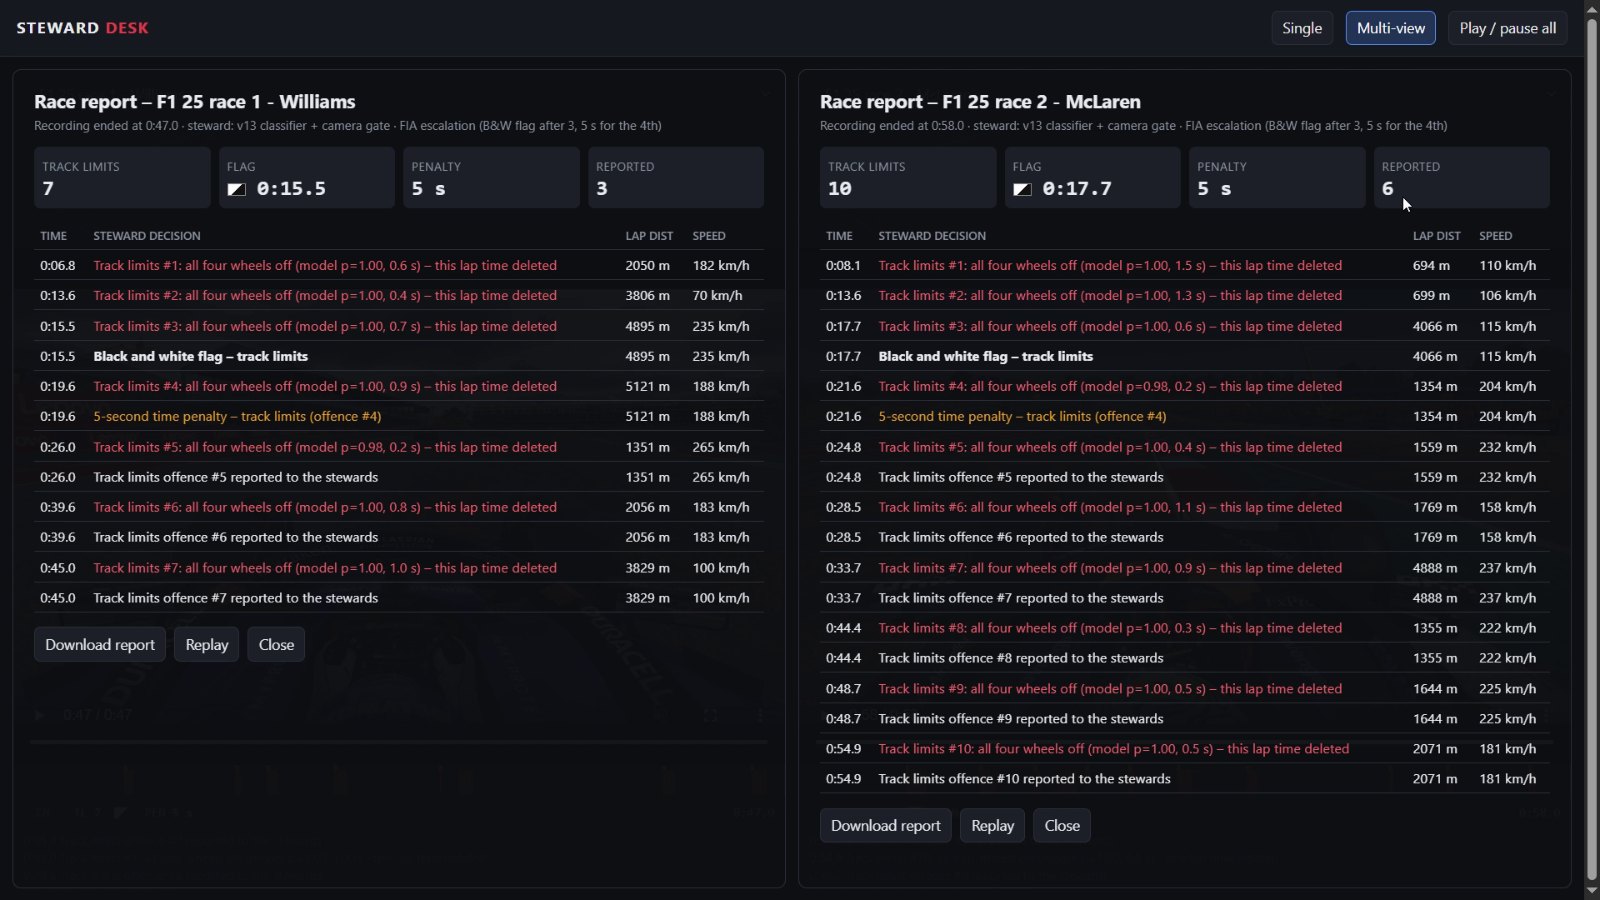 STEWARD DESK
Single
Multi-view
Play / pause all
Race report – F1 25 race 1 - Williams
Recording ended at 0:47.0 · steward: v13 classifier + camera gate · FIA escalation (B&W flag after 3, 5 s for the 4th)
TRACK LIMITS
7
FLAG
0:15.5
PENALTY
5 s
REPORTED
3
TIME STEWARD DECISION LAP DIST SPEED
0:06.8 Track limits #1: all four wheels off (model p=1.00, 0.6 s) – this lap time deleted 2050 m 182 km/h
0:13.6 Track limits #2: all four wheels off (model p=1.00, 0.4 s) – this lap time deleted 3806 m 70 km/h
0:15.5 Track limits #3: all four wheels off (model p=1.00, 0.7 s) – this lap time deleted 4895 m 235 km/h
0:15.5 Black and white flag – track limits 4895 m 235 km/h
0:19.6 Track limits #4: all four wheels off (model p=1.00, 0.9 s) – this lap time deleted 5121 m 188 km/h
0:19.6 5-second time penalty – track limits (offence #4) 5121 m 188 km/h
0:26.0 Track limits #5: all four wheels off (model p=0.98, 0.2 s) – this lap time deleted 1351 m 265 km/h
0:26.0 Track limits offence #5 reported to the stewards 1351 m 265 km/h
0:39.6 Track limits #6: all four wheels off (model p=1.00, 0.8 s) – this lap time deleted 2056 m 183 km/h
0:39.6 Track limits offence #6 reported to the stewards 2056 m 183 km/h
0:45.0 Track limits #7: all four wheels off (model p=1.00, 1.0 s) – this lap time deleted 3829 m 100 km/h
0:45.0 Track limits offence #7 reported to the stewards 3829 m 100 km/h
Download report
Replay
Close
0:47 / 0:47
Race report – F1 25 race 2 - McLaren
Recording ended at 0:58.0 · steward: v13 classifier + camera gate · FIA escalation (B&W flag after 3, 5 s for the 4th)
TRACK LIMITS
10
FLAG
0:17.7
PENALTY
5 s
REPORTED
6
TIME STEWARD DECISION LAP DIST SPEED
0:08.1 Track limits #1: all four wheels off (model p=1.00, 1.5 s) – this lap time deleted 694 m 110 km/h
0:13.6 Track limits #2: all four wheels off (model p=1.00, 1.3 s) – this lap time deleted 699 m 106 km/h
0:17.7 Track limits #3: all four wheels off (model p=1.00, 0.6 s) – this lap time deleted 4066 m 115 km/h
0:17.7 Black and white flag – track limits 4066 m 115 km/h
0:21.6 Track limits #4: all four wheels off (model p=0.98, 0.2 s) – this lap time deleted 1354 m 204 km/h
0:21.6 5-second time penalty – track limits (offence #4) 1354 m 204 km/h
0:24.8 Track limits #5: all four wheels off (model p=1.00, 0.4 s) – this lap time deleted 1559 m 232 km/h
0:24.8 Track limits offence #5 reported to the stewards 1559 m 232 km/h
0:28.5 Track limits #6: all four wheels off (model p=1.00, 1.1 s) – this lap time deleted 1769 m 158 km/h
0:28.5 Track limits offence #6 reported to the stewards 1769 m 158 km/h
0:33.7 Track limits #7: all four wheels off (model p=1.00, 0.9 s) – this lap time deleted 4888 m 237 km/h
0:33.7 Track limits offence #7 reported to the stewards 4888 m 237 km/h
0:44.4 Track limits #8: all four wheels off (model p=1.00, 0.3 s) – this lap time deleted 1355 m 222 km/h
0:44.4 Track limits offence #8 reported to the stewards 1355 m 222 km/h
0:48.7 Track limits #9: all four wheels off (model p=1.00, 0.5 s) – this lap time deleted 1644 m 225 km/h
0:48.7 Track limits offence #9 reported to the stewards 1644 m 225 km/h
0:54.9 Track limits #10: all four wheels off (model p=1.00, 0.5 s) – this lap time deleted 2071 m 181 km/h
0:54.9 Track limits offence #10 reported to the stewards 2071 m 181 km/h
Download report
Replay
Close